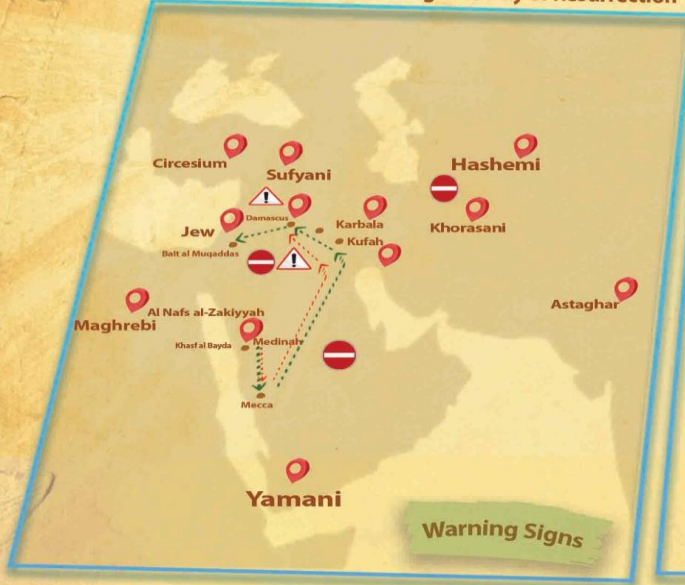 Resurrection
Circesium
Sufyani
Hashemi
Damascus
Karbala
Khorasani
Jew
Kufah
Bait al Muqaddas
Astaghar
Al Nafs al-Zakiyyah
Maghrebi
Khasf al Bayda
Medinah
Mecca
Yamani
Warning Signs